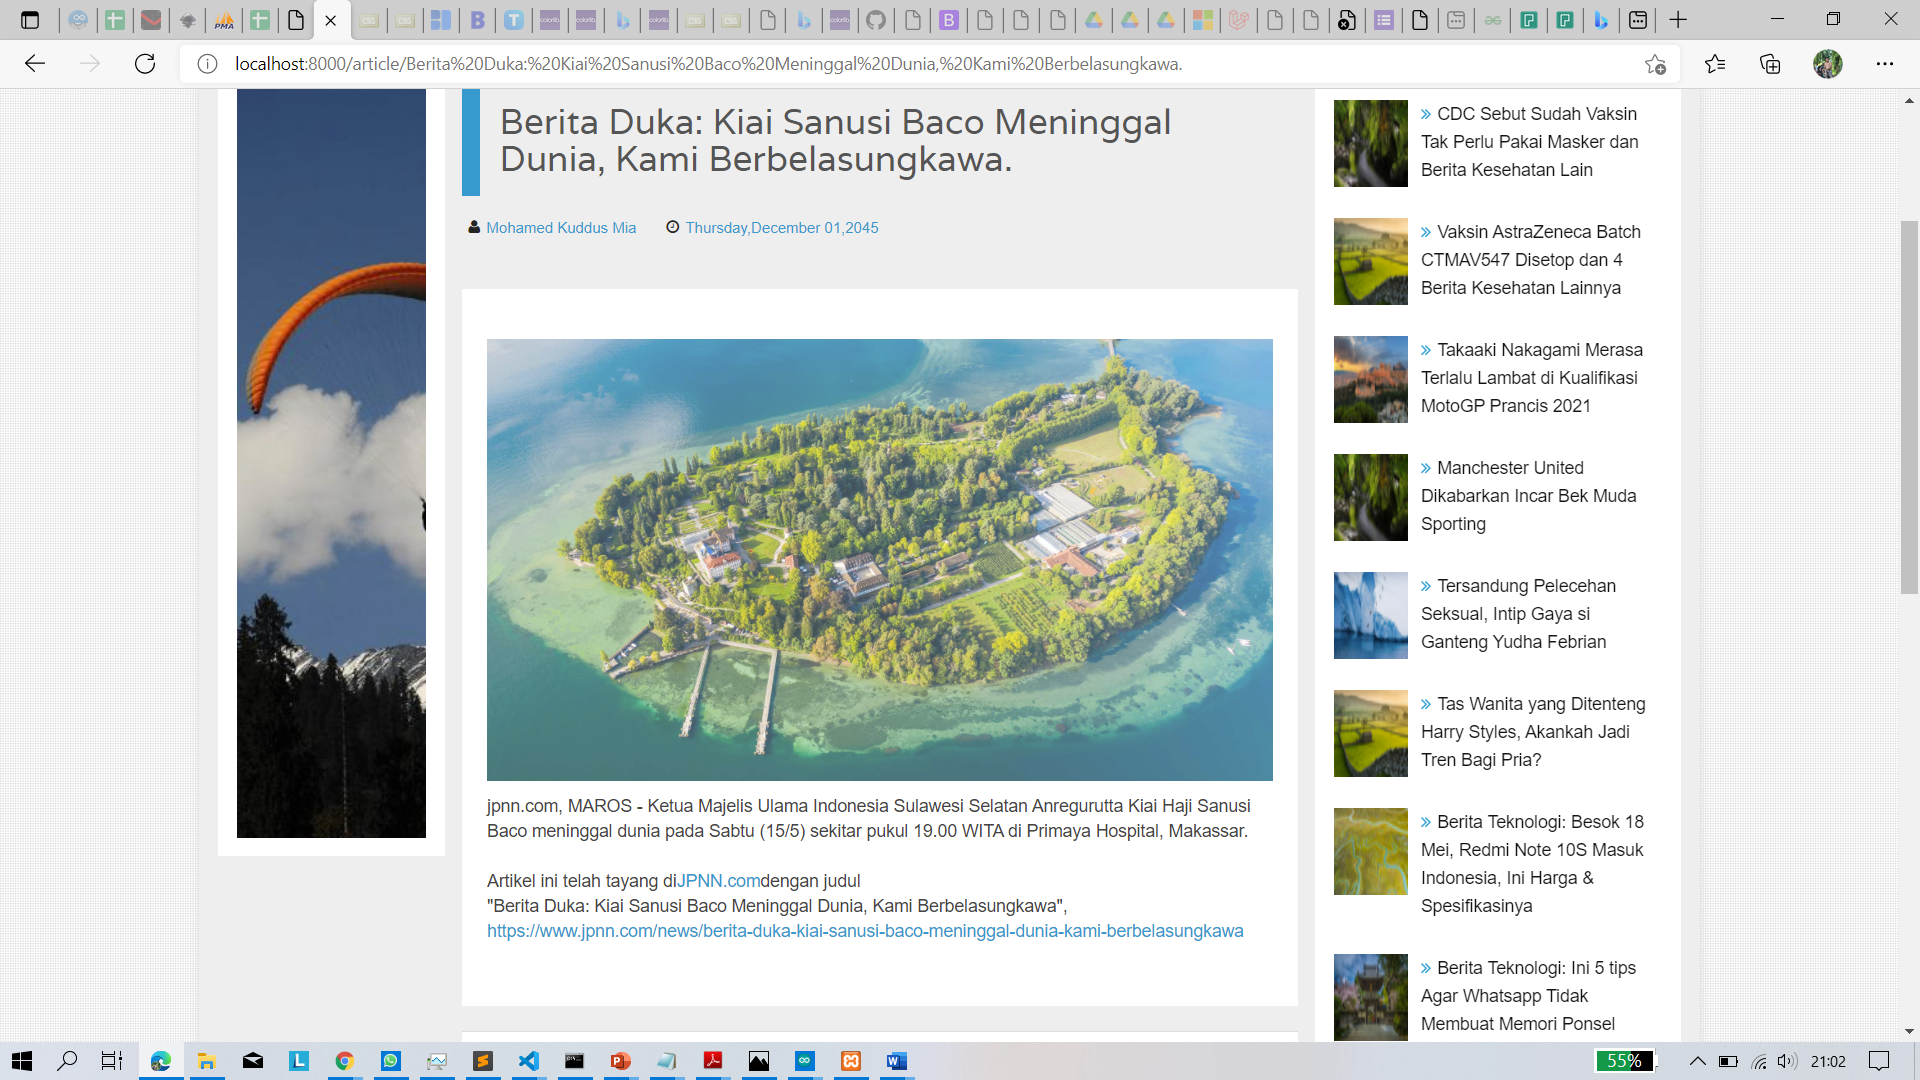 localhost:8000/article/Berita%20Duka:%20Kiai%20Sanusi%20Baco%20Meninggal%20Dunia,%20Kami%20Berbelasungkawa.
Berita Duka: Kiai Sanusi Baco Meninggal
Dunia, Kami Berbelasungkawa.
Mohamed Kuddus Mia
Thursday,December 01,2045
jpnn.com, MAROS - Ketua Majelis Ulama Indonesia Sulawesi Selatan Anregurutta Kiai Haji Sanusi
Baco meninggal dunia pada Sabtu (15/5) sekitar pukul 19.00 WITA di Primaya Hospital, Makassar.
Artikel ini telah tayang diJPNN.comdengan judul
"Berita Duka: Kiai Sanusi Baco Meninggal Dunia, Kami Berbelasungkawa",
https://www.jpnn.com/news/berita-duka-kiai-sanusi-baco-meninggal-dunia-kami-berbelasungkawa
» CDC Sebut Sudah Vaksin
Tak Perlu Pakai Masker dan
Berita Kesehatan Lain
» Vaksin AstraZeneca Batch
CTMAV547 Disetop dan 4
Berita Kesehatan Lainnya
» Takaaki Nakagami Merasa
Terlalu Lambat di Kualifikasi
MotoGP Prancis 2021
» Manchester United
Dikabarkan Incar Bek Muda
Sporting
» Tersandung Pelecehan
Seksual, Intip Gaya si
Ganteng Yudha Febrian
» Tas Wanita yang Ditenteng
Harry Styles, Akankah Jadi
Tren Bagi Pria?
» Berita Teknologi: Besok 18
Mei, Redmi Note 10S Masuk
Indonesia, Ini Harga &
Spesifikasinya
» Berita Teknologi: Ini 5 tips
Agar Whatsapp Tidak
Membuat Memori Ponsel
55%
21:02